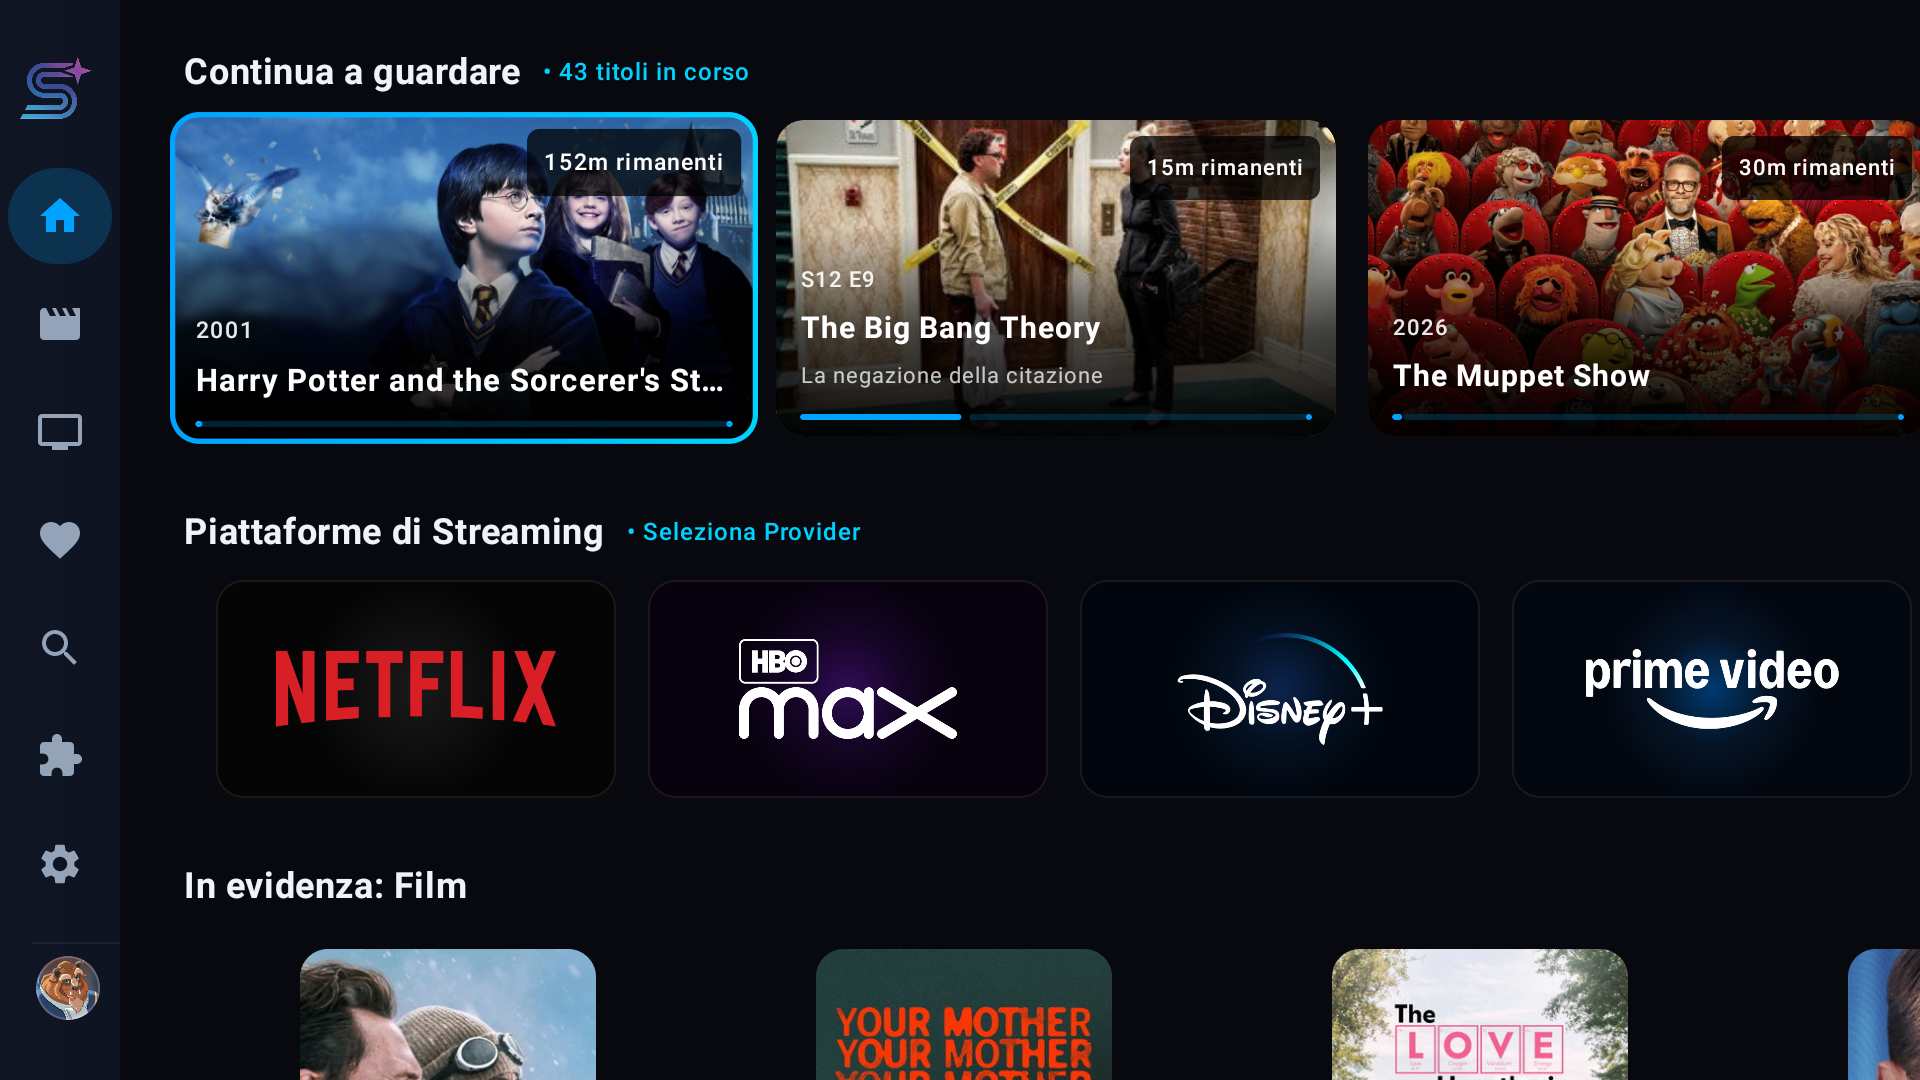 Continua a guardare • 43 titoli in corso
152m rimanenti
2001
Harry Potter and the Sorcerer's St...
15m rimanenti
S12 E9
The Big Bang Theory
La negazione della citazione
30m rimanenti
2026
The Muppet Show
Piattaforme di Streaming • Seleziona Provider
NETFLIX
HBO
max
Disney+
prime video
In evidenza: Film
YOUR MOTHER
YOUR MOTHER
The
LOVE